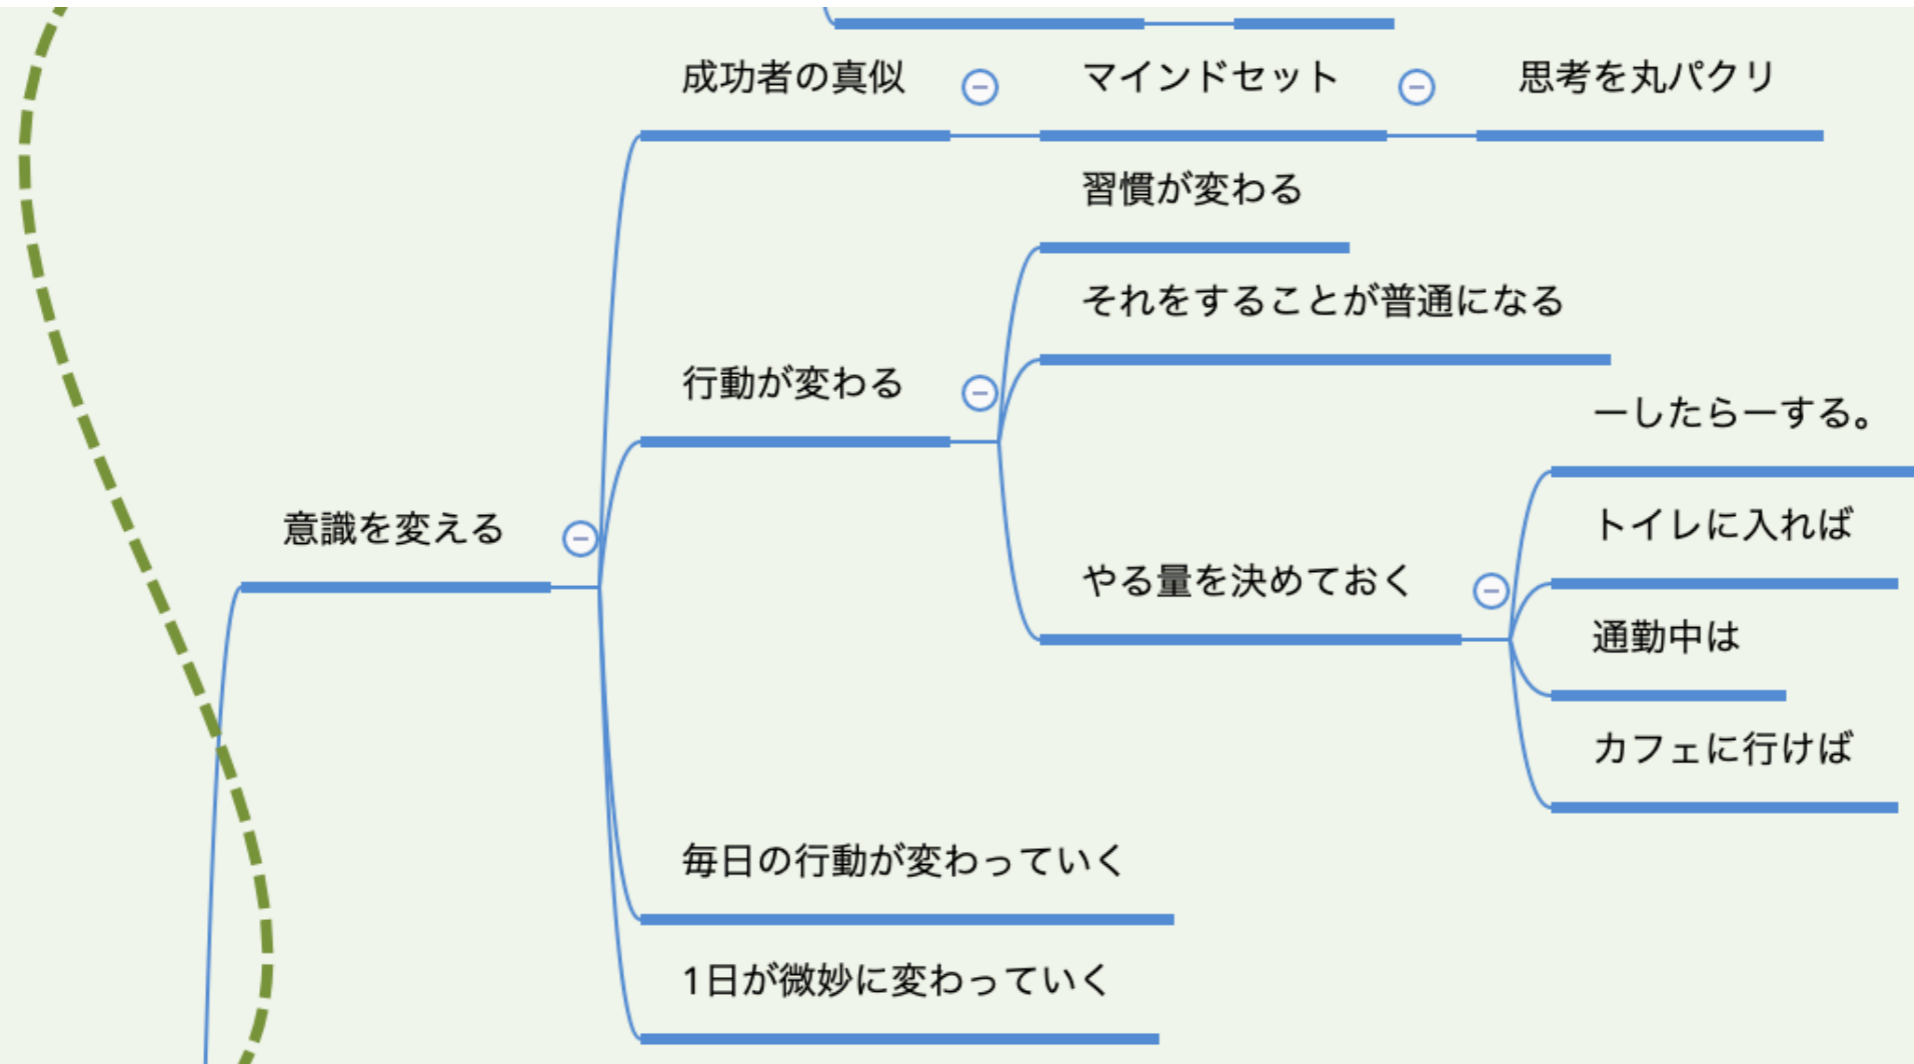 成功者の真似
マインドセット
思考を丸パクリ
習慣が変わる
それをすることが普通になる
行動が変わる
ーしたらーする。
トイレに入れば
意識を変える
やる量を決めておく
通勤中は
カフェに行けば
毎日の行動が変わっていく
1日が微妙に変わっていく